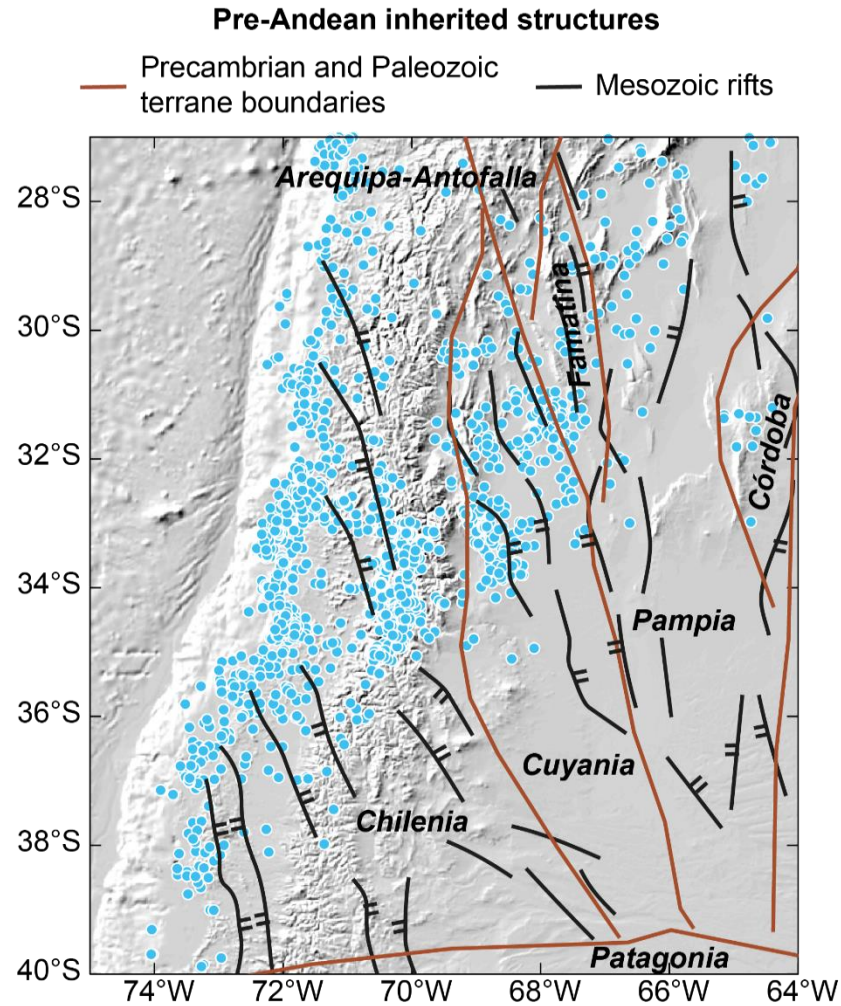 Pre-Andean inherited structures
Precambrian and Paleozoic
terrane boundaries
Mesozoic rifts
Arequipa-Antofalla
28°S
Famatina
30°S
Córdoba
32°S
34°S
Pampia
36°S
Cuyania
Chilenia
38°S
Patagonia
40°S
74°W 72°W 70°W 68°W 66°W 64°W